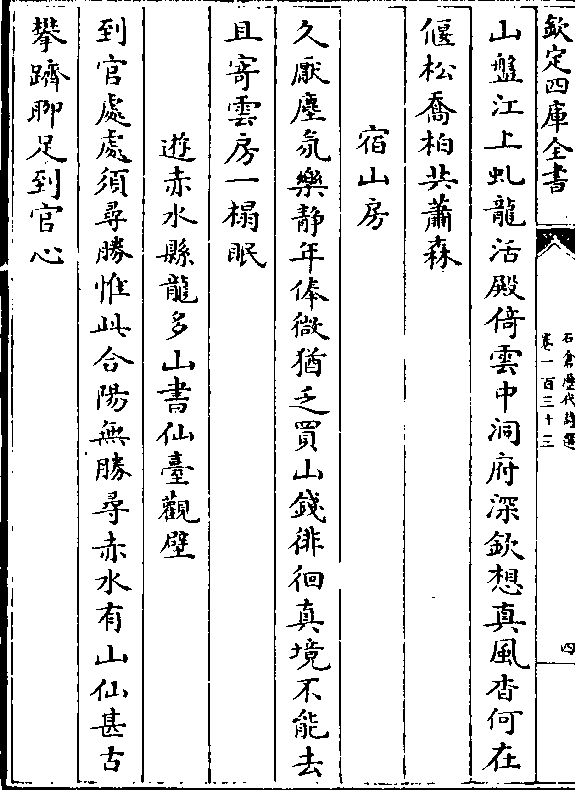 欽定四庫全書
石倉歴代詩選
卷一百三十三
四
山盤江上虬龍活殿倚雲中洞府深欽想真風杳何在
偃松喬柏共蕭森
宿山房
久厭塵氛樂静年俸微猶乏買山錢徘徊真境不能去
且寄雲房一榻眠
遊赤水縣龍多山書仙臺觀壁
到官處處須尋勝惟此合陽無勝尋赤水有山仙甚古
攀躋聊足到官心